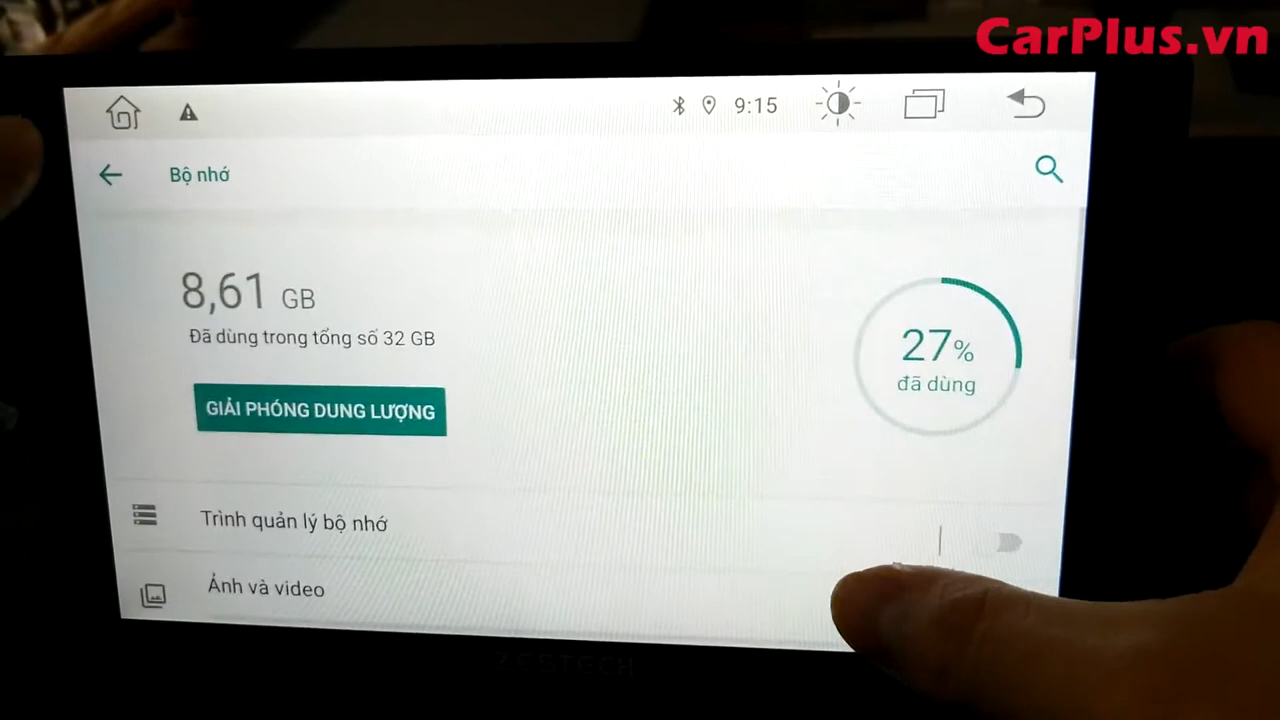 CarPlus.vn
9:15
Bộ nhớ
8,61 GB
Đã dùng trong tổng số 32 GB
27%
đã dùng
GIẢI PHÓNG DUNG LƯỢNG
Trình quản lý bộ nhớ
Ảnh và video
ZESTECH